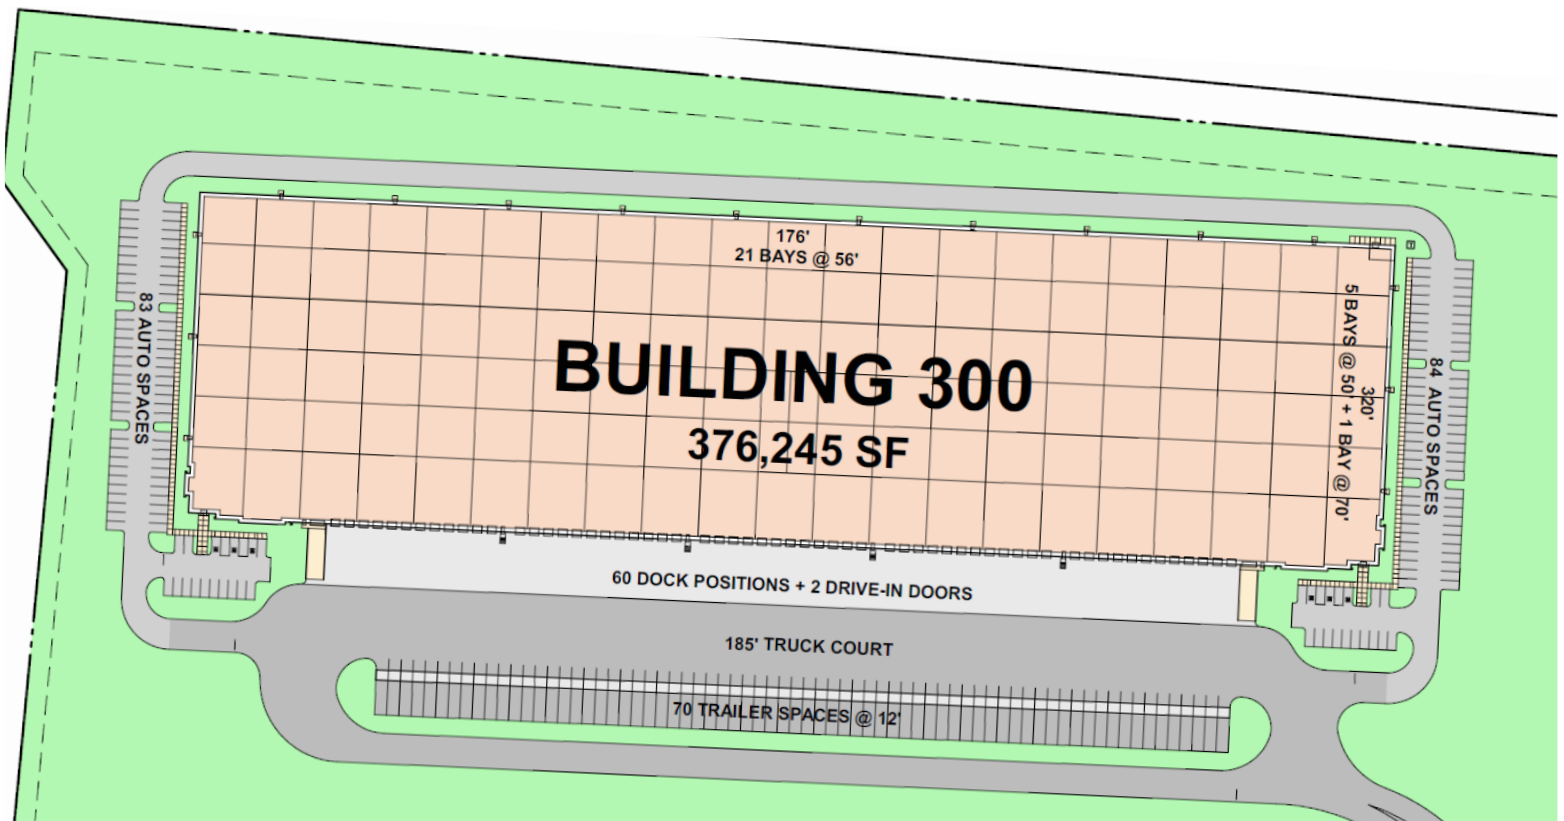 176'
21 BAYS @ 56'
5 BAYS @ 50' + 1 BAY @ 70'
320'
83 AUTO SPACES
84 AUTO SPACES
BUILDING 300
376,245 SF
60 DOCK POSITIONS + 2 DRIVE-IN DOORS
185' TRUCK COURT
70 TRAILER SPACES @ 12'